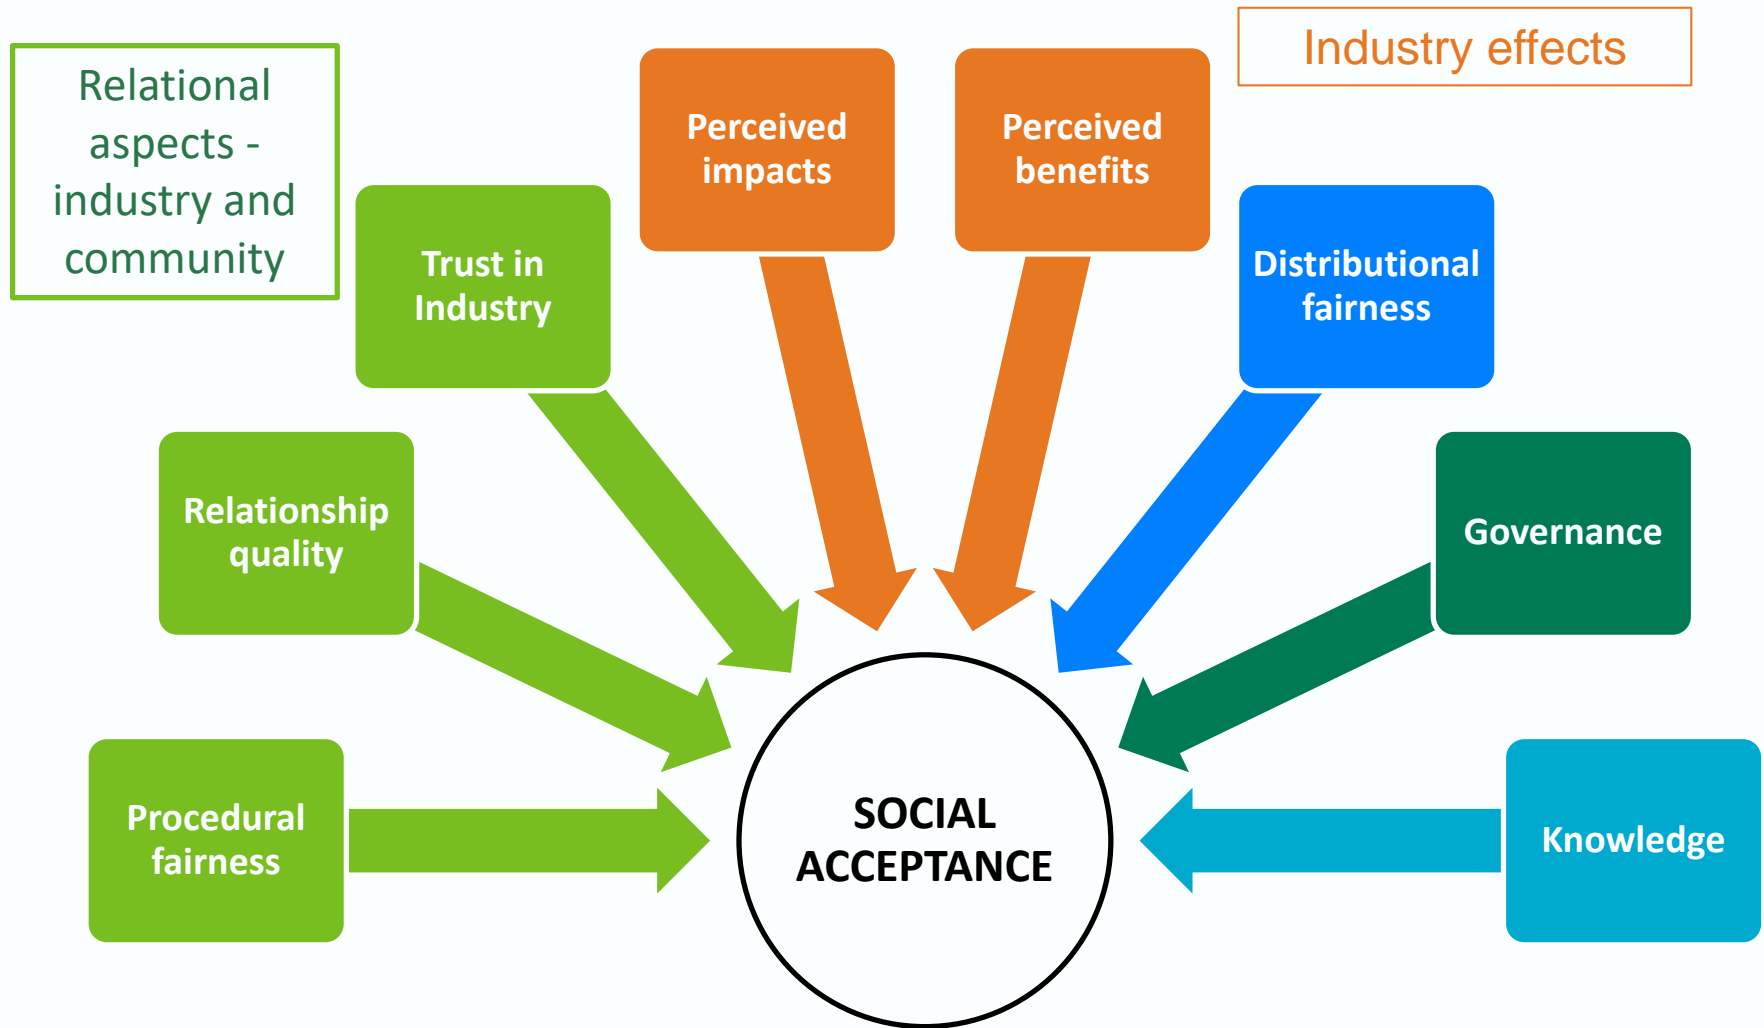 Relational
aspects -
industry and
community
Industry effects
Perceived
impacts
Perceived
benefits
Trust in
Industry
Distributional
fairness
Relationship
quality
Governance
Procedural
fairness
Knowledge
SOCIAL
ACCEPTANCE